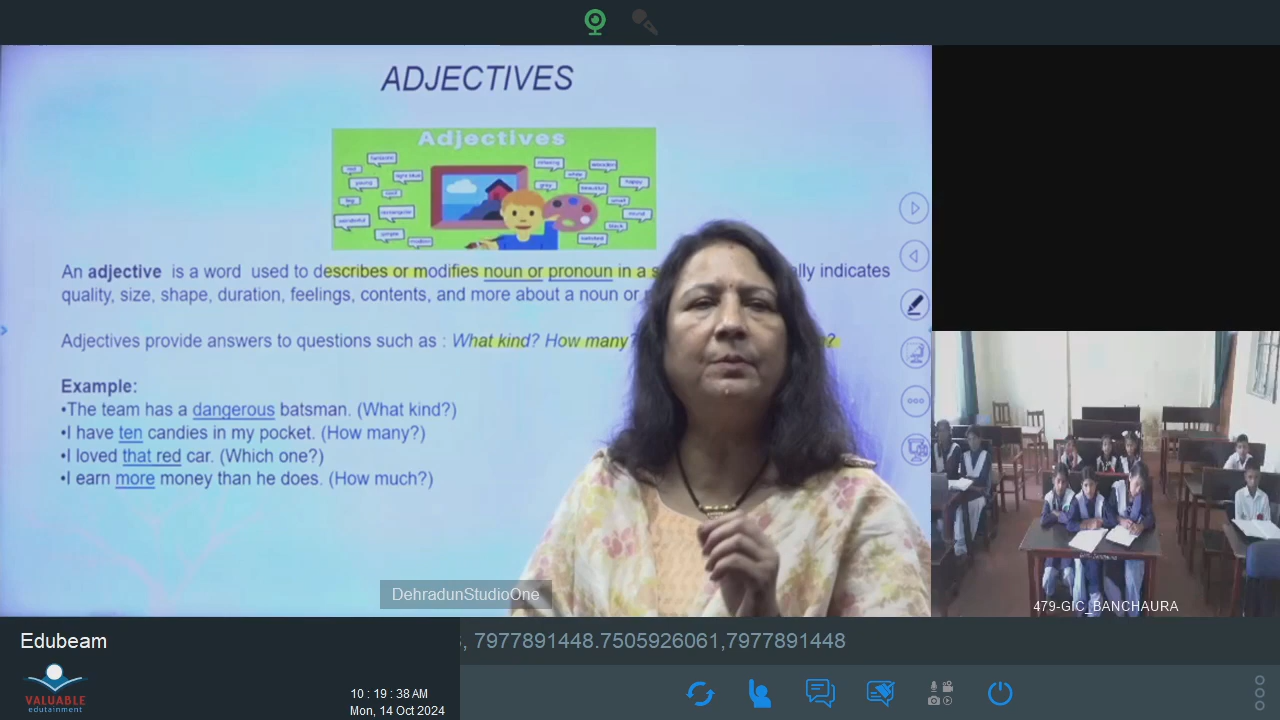 ADJECTIVES
Adjectives
An adjective is a word used to describes or modifies noun or pronoun in a s ally indicates
quality, size, shape, duration, feelings, contents, and more about a noun or
Adjectives provide answers to questions such as : What kind? How many?
Example:
•The team has a dangerous batsman. (What kind?)
•I have ten candies in my pocket. (How many?)
•I loved that red car. (Which one?)
•I earn more money than he does. (How much?)
DehradunStudioOne
479-GIC_BANCHAURA
Edubeam
, 7977891448.7505926061,7977891448
VALUABLE
edutainment
10 : 19 : 38 AM
Mon, 14 Oct 2024